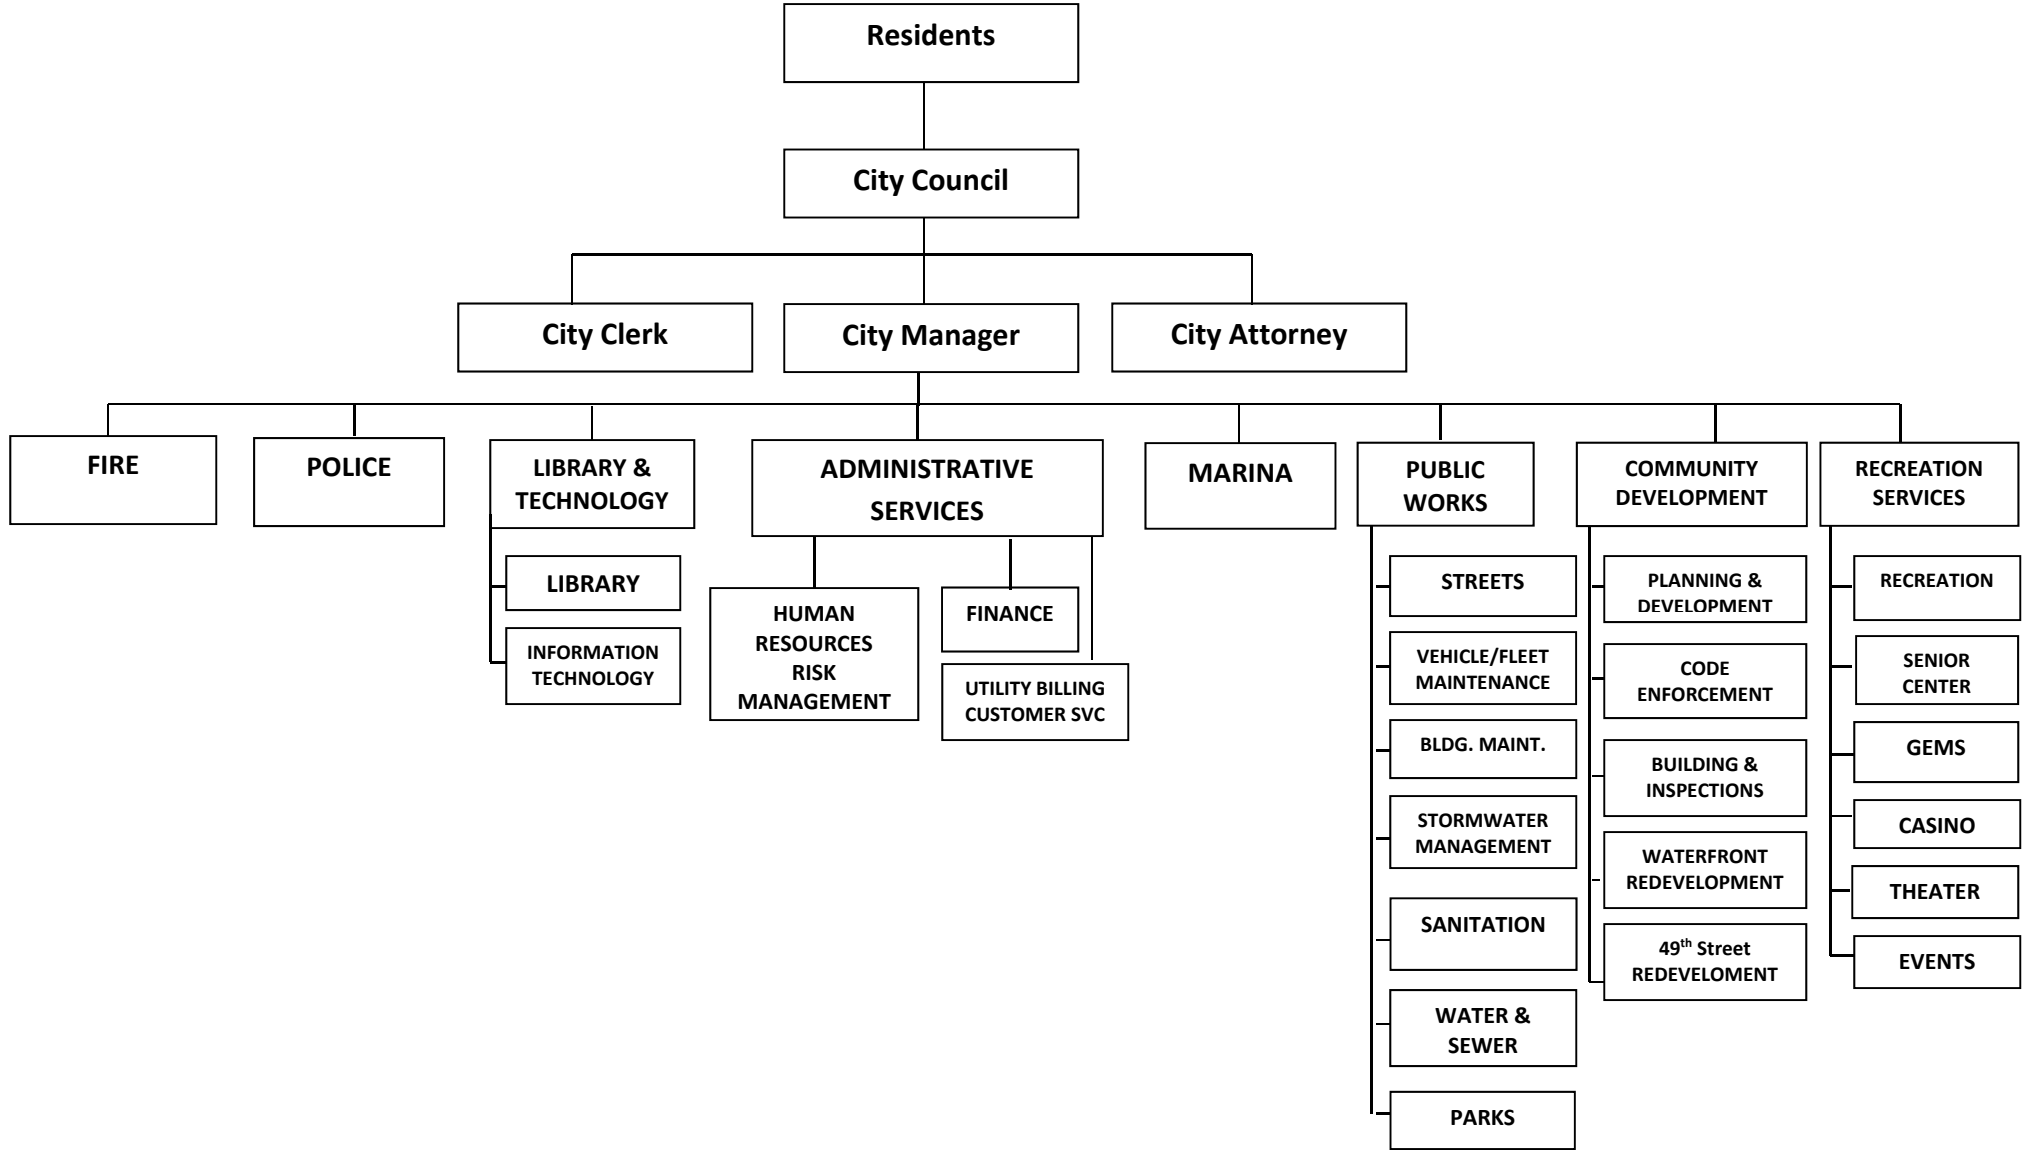 Residents
City Council
City Clerk
City Manager
City Attorney
FIRE
POLICE
LIBRARY &
TECHNOLOGY
LIBRARY
INFORMATION
TECHNOLOGY
ADMINISTRATIVE
SERVICES
HUMAN
RESOURCES
RISK
MANAGEMENT
FINANCE
UTILITY BILLING
CUSTOMER SVC
MARINA
PUBLIC
WORKS
STREETS
VEHICLE/FLEET
MAINTENANCE
BLDG. MAINT.
STORMWATER
MANAGEMENT
SANITATION
WATER &
SEWER
PARKS
COMMUNITY
DEVELOPMENT
PLANNING &
DEVELOPMENT
CODE
ENFORCEMENT
BUILDING &
INSPECTIONS
WATERFRONT
REDEVELOPMENT
49th Street
REDEVELOMENT
RECREATION
SERVICES
RECREATION
SENIOR
CENTER
GEMS
CASINO
THEATER
EVENTS